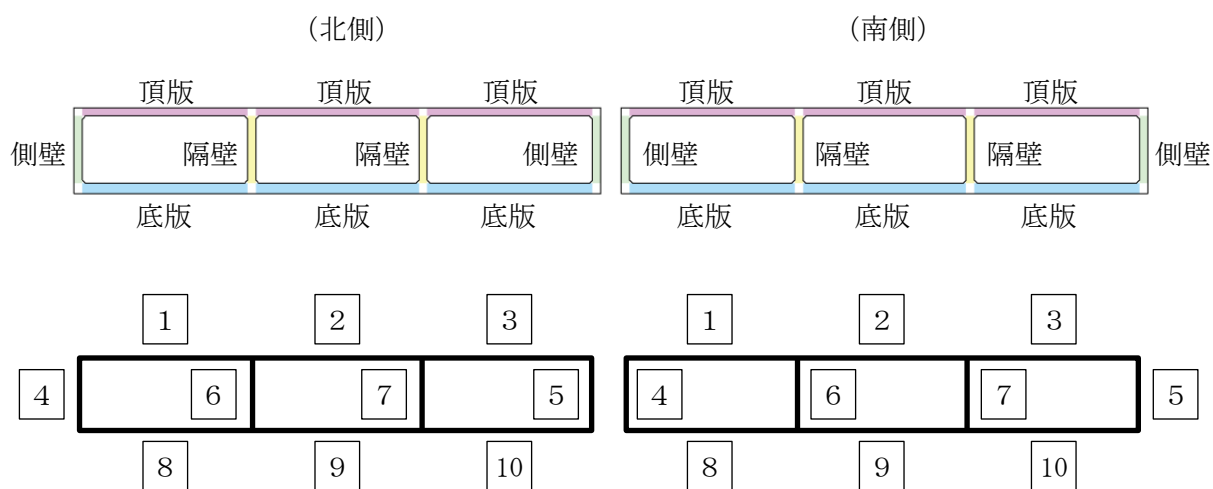 (北側) (南側)
頂版 頂版 頂版 頂版 頂版 頂版
側壁 隔壁 隔壁 側壁 側壁 隔壁 隔壁 側壁
底版 底版 底版 底版 底版 底版
1 2 3 1 2 3
4 6 7 5 4 6 7 5
8 9 10 8 9 10